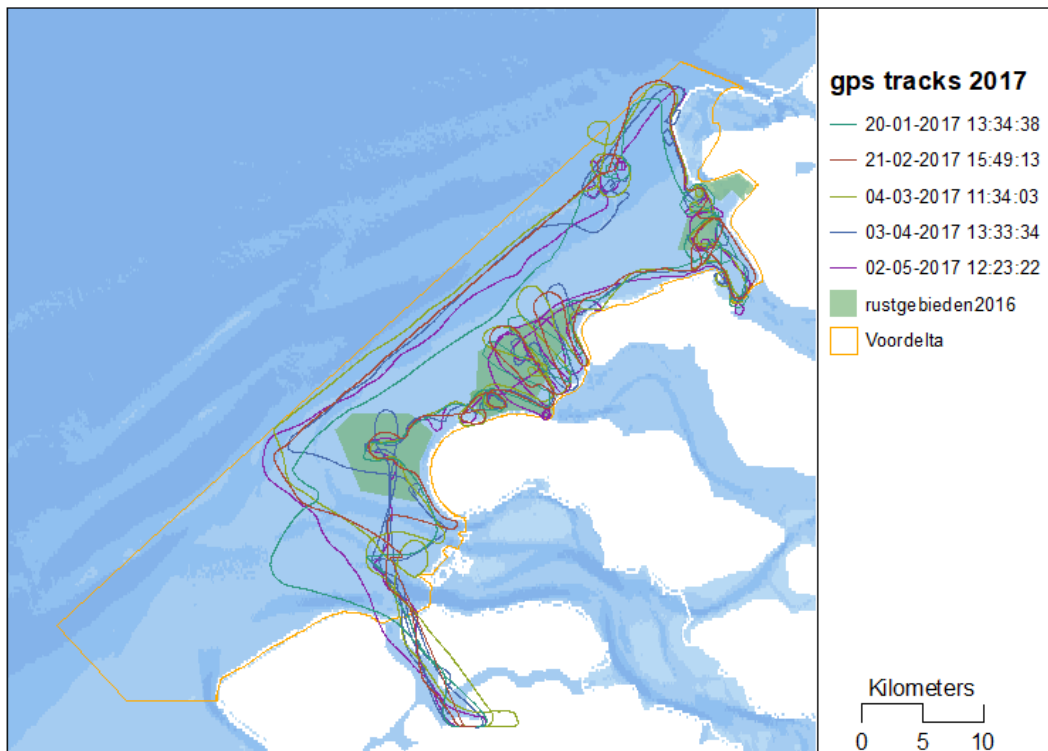 gps tracks 2017
20-01-2017 13:34:38
21-02-2017 15:49:13
04-03-2017 11:34:03
03-04-2017 13:33:34
02-05-2017 12:23:22
rustgebieden2016
Voordelta
Kilometers
0 5 10